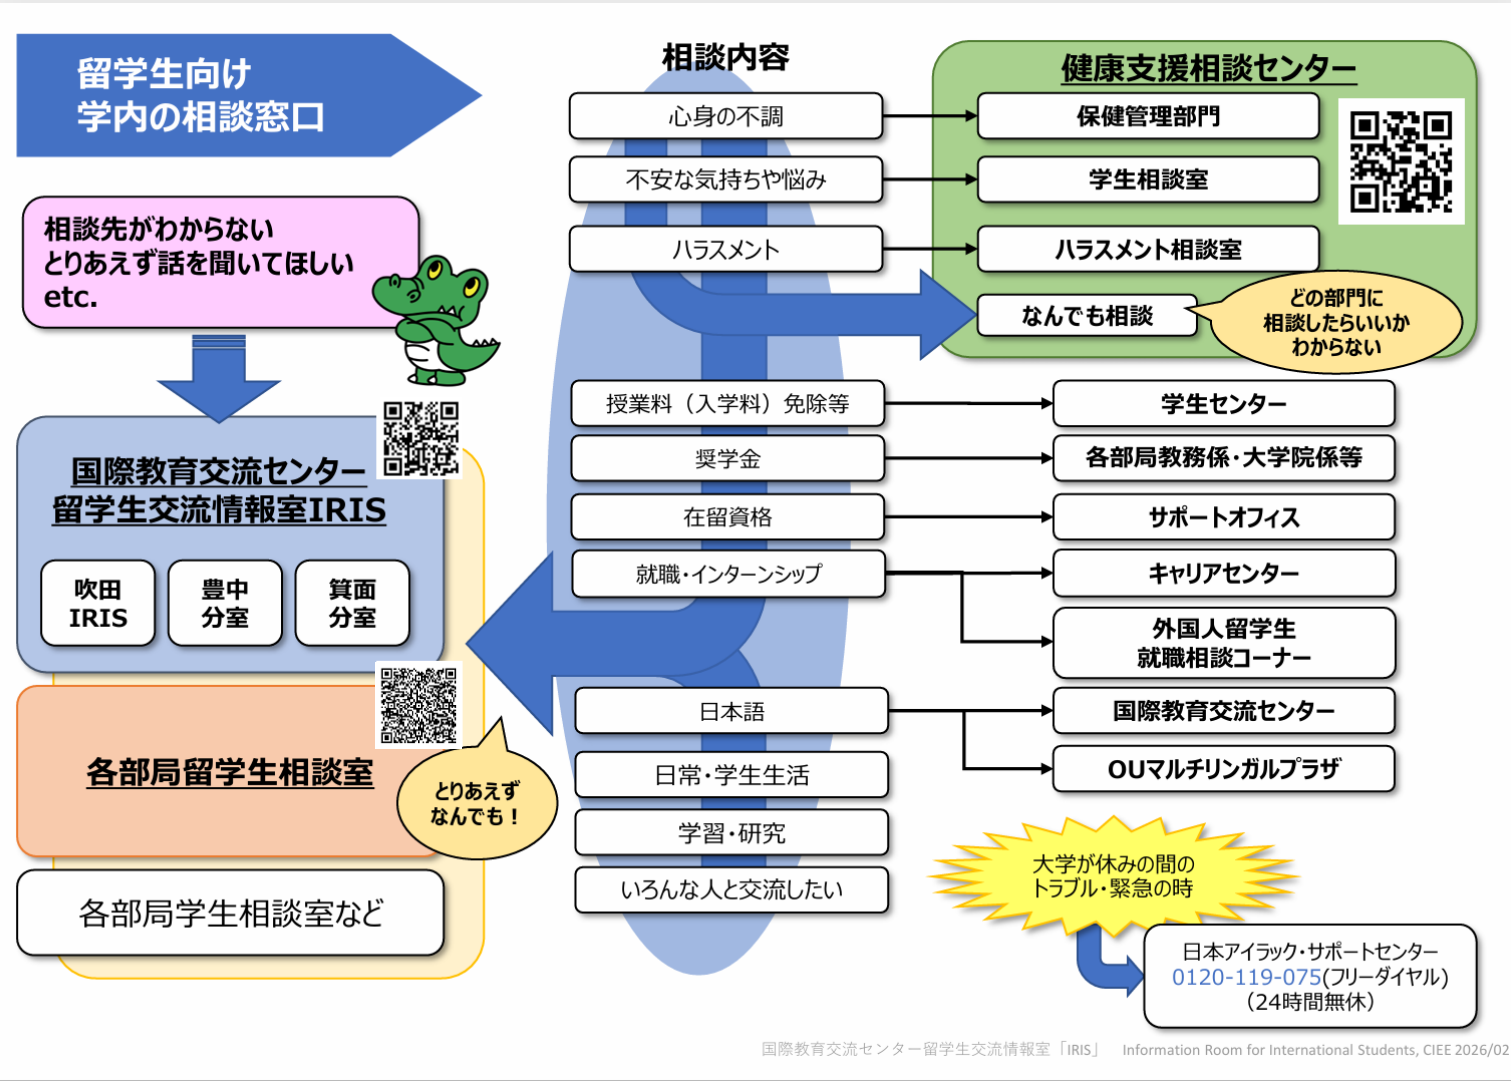 留学生向け
学内の相談窓口
相談先がわからない
とりあえず話を聞いてほしい
etc.
国際教育交流センター
留学生交流情報室IRIS
吹田
IRIS
豊中
分室
箕面
分室
各部局留学生相談室
とりあえず
なんでも！
各部局学生相談室など
相談内容
心身の不調
不安な気持ちや悩み
ハラスメント
授業料（入学料）免除等
奨学金
在留資格
就職・インターンシップ
日本語
日常・学生生活
学習・研究
いろんな人と交流したい
健康支援相談センター
保健管理部門
学生相談室
ハラスメント相談室
なんでも相談
どの部門に
相談したらいいか
わからない
学生センター
各部局教務係・大学院係等
サポートオフィス
キャリアセンター
外国人留学生
就職相談コーナー
国際教育交流センター
OUマルチリンガルプラザ
大学が休みの間の
トラブル・緊急の時
日本アイラック・サポートセンター
0120-119-075(フリーダイヤル)
（24時間無休）
国際教育交流センター留学生交流情報室「IRIS」 Information Room for International Students, CIEE 2026/02